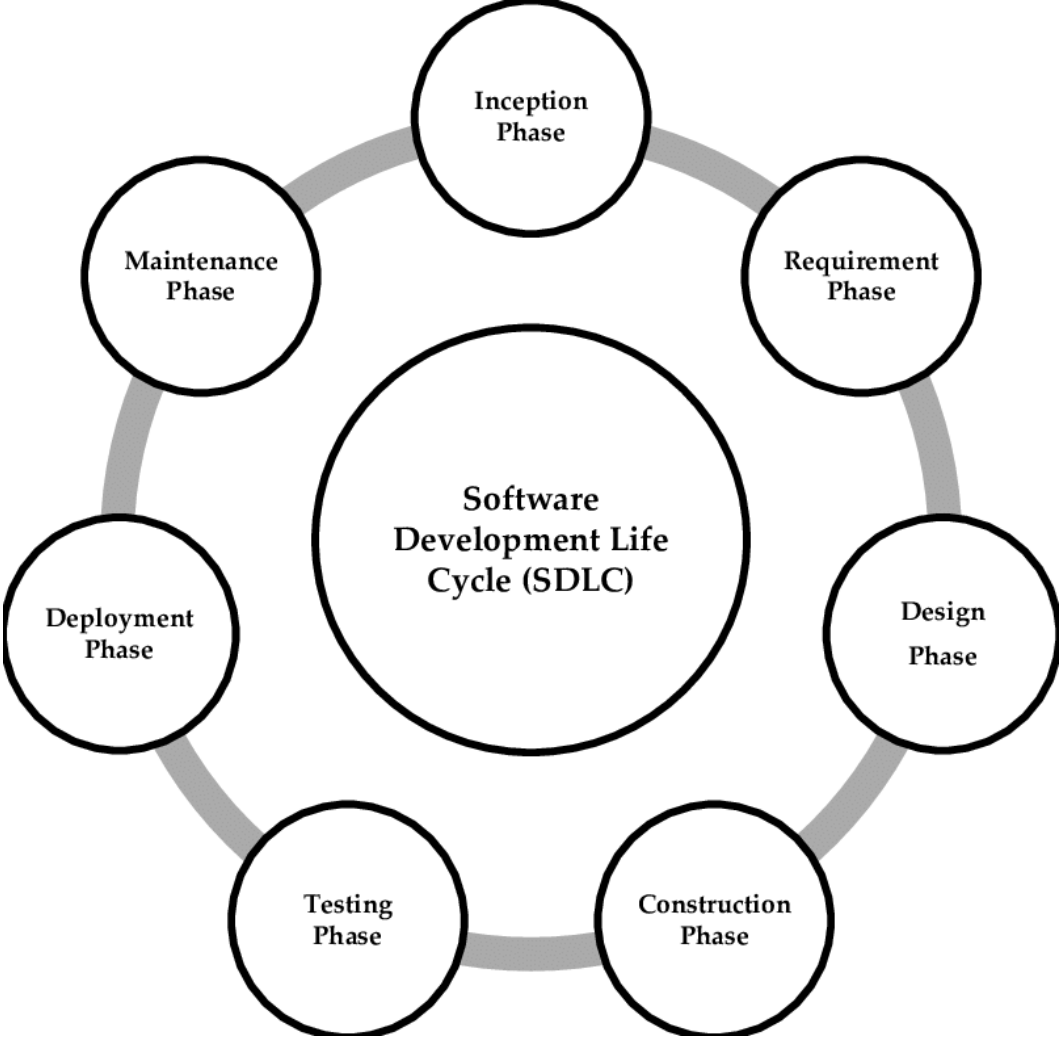 Inception
Phase
Requirement
Phase
Design
Phase
Construction
Phase
Testing
Phase
Deployment
Phase
Maintenance
Phase
Software
Development Life
Cycle (SDLC)